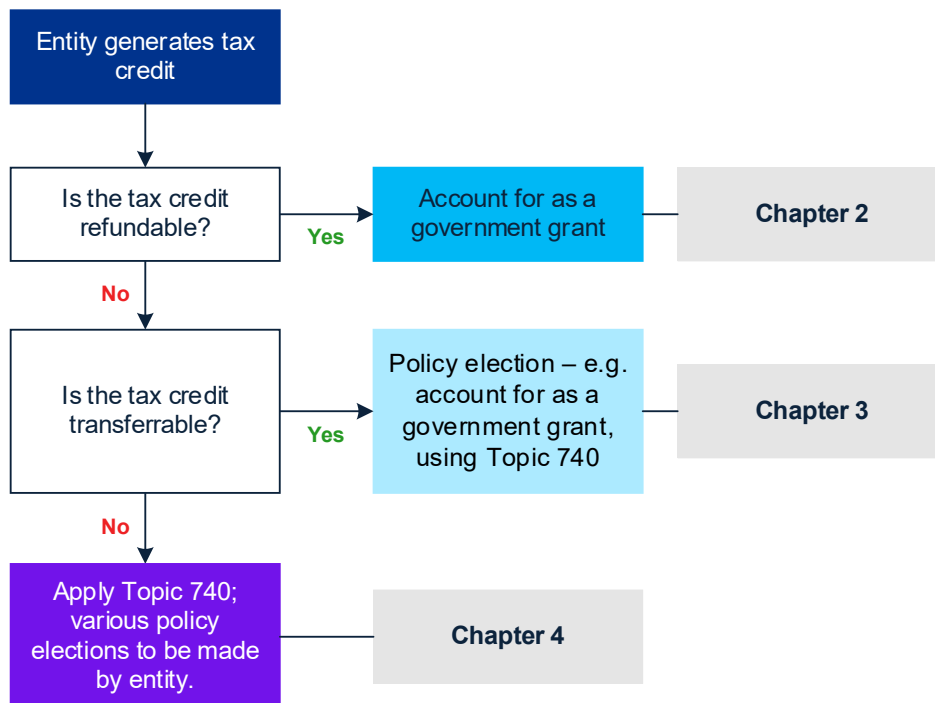 Entity generates tax
credit
Is the tax credit
refundable?
Yes
Account for as a
government grant
Chapter 2
No
Is the tax credit
transferrable?
Yes
Policy election – e.g.
account for as a
government grant,
using Topic 740
Chapter 3
No
Apply Topic 740;
various policy
elections to be made
by entity.
Chapter 4